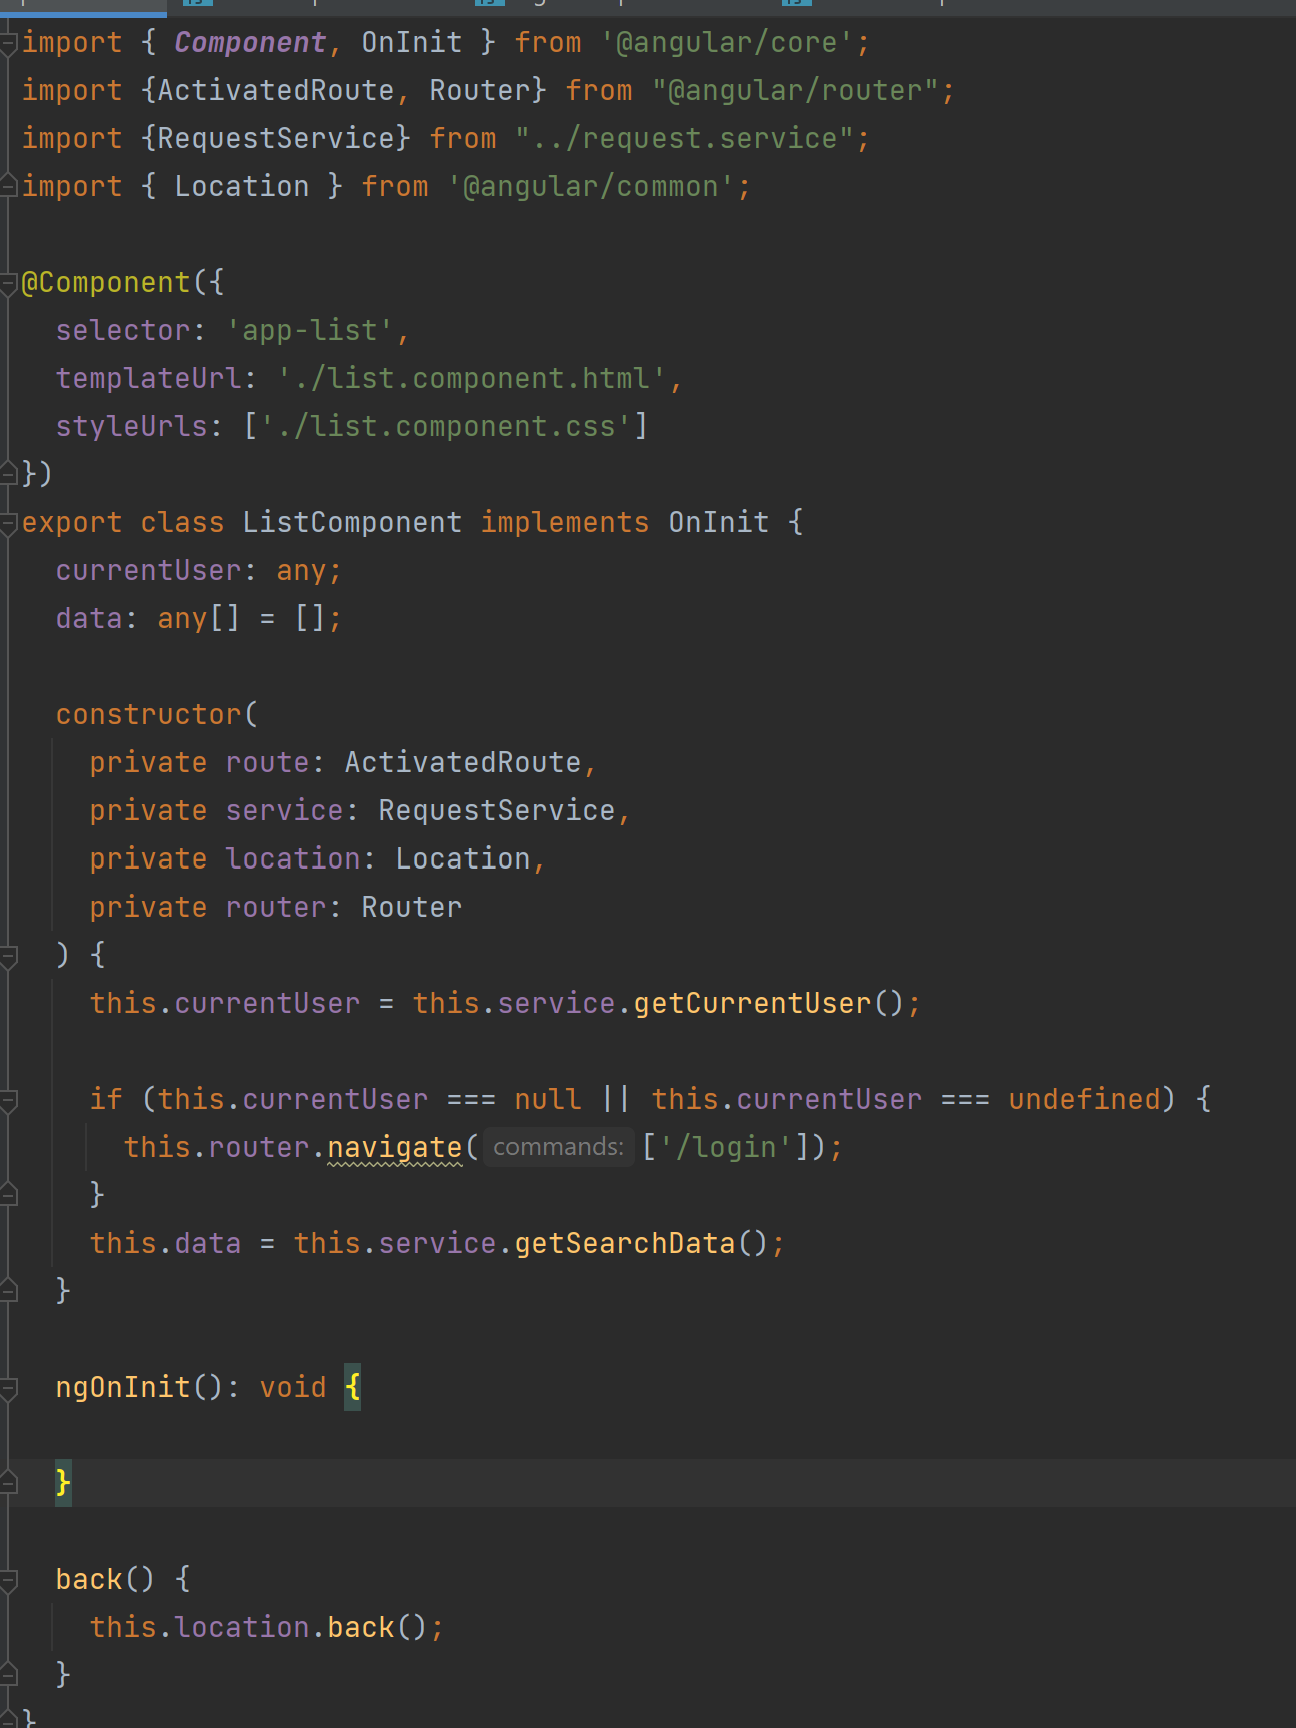 import { Component, OnInit } from '@angular/core';
import {ActivatedRoute, Router} from "@angular/router";
import {RequestService} from "../request.service";
import { Location } from '@angular/common';

@Component({
  selector: 'app-list',
  templateUrl: './list.component.html',
  styleUrls: ['./list.component.css']
})
export class ListComponent implements OnInit {
  currentUser: any;
  data: any[] = [];

  constructor(
    private route: ActivatedRoute,
    private service: RequestService,
    private location: Location,
    private router: Router
  ) {
    this.currentUser = this.service.getCurrentUser();

    if (this.currentUser === null || this.currentUser === undefined) {
      this.router.navigate( commands: ['/login']);
    }
    this.data = this.service.getSearchData();
  }

  ngOnInit(): void {

  }

  back() {
    this.location.back();
  }
}